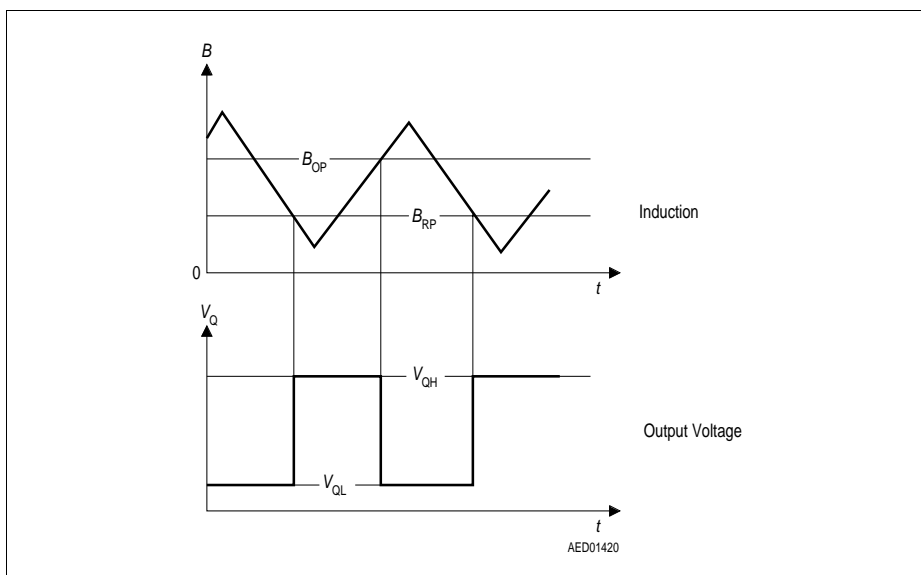 B
B_OP
B_RP
Induction
0
t
V_Q
V_QH
Output Voltage
V_QL
t
AED01420